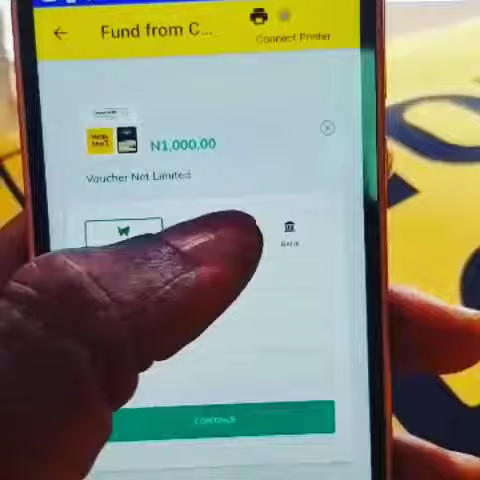 Fund from C...
Connect Printer
N1,000.00
Voucher Net Limited
BANK
CONTINUE